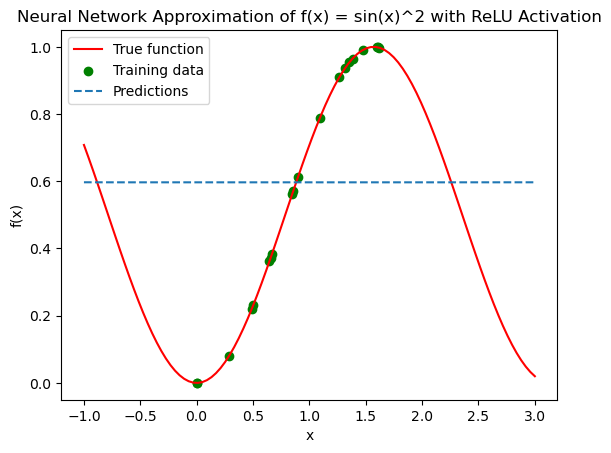 Neural Network Approximation of f(x) = sin(x)^2 with ReLU Activation
True function
Training data
Predictions
1.0
0.8
0.6
0.4
0.2
0.0
f(x)
−1.0 −0.5 0.0 0.5 1.0 1.5 2.0 2.5 3.0
x